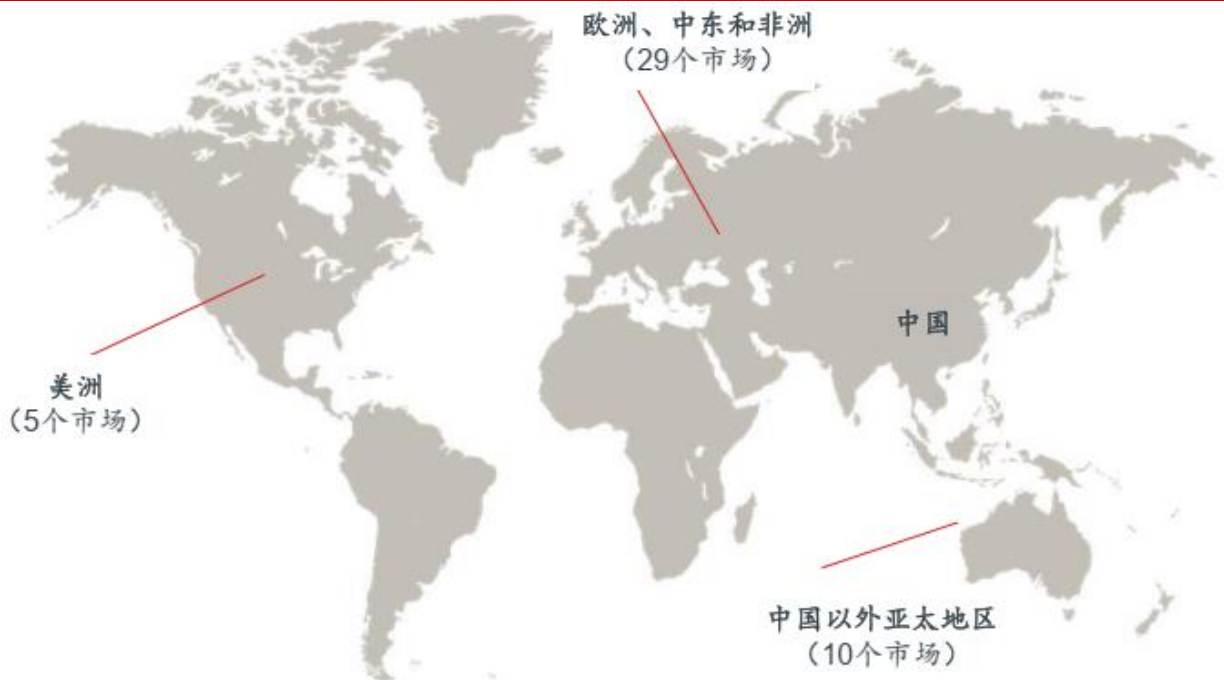 欧洲、中东和非洲
（29个市场）
中国
美洲
（5个市场）
中国以外亚太地区
（10个市场）